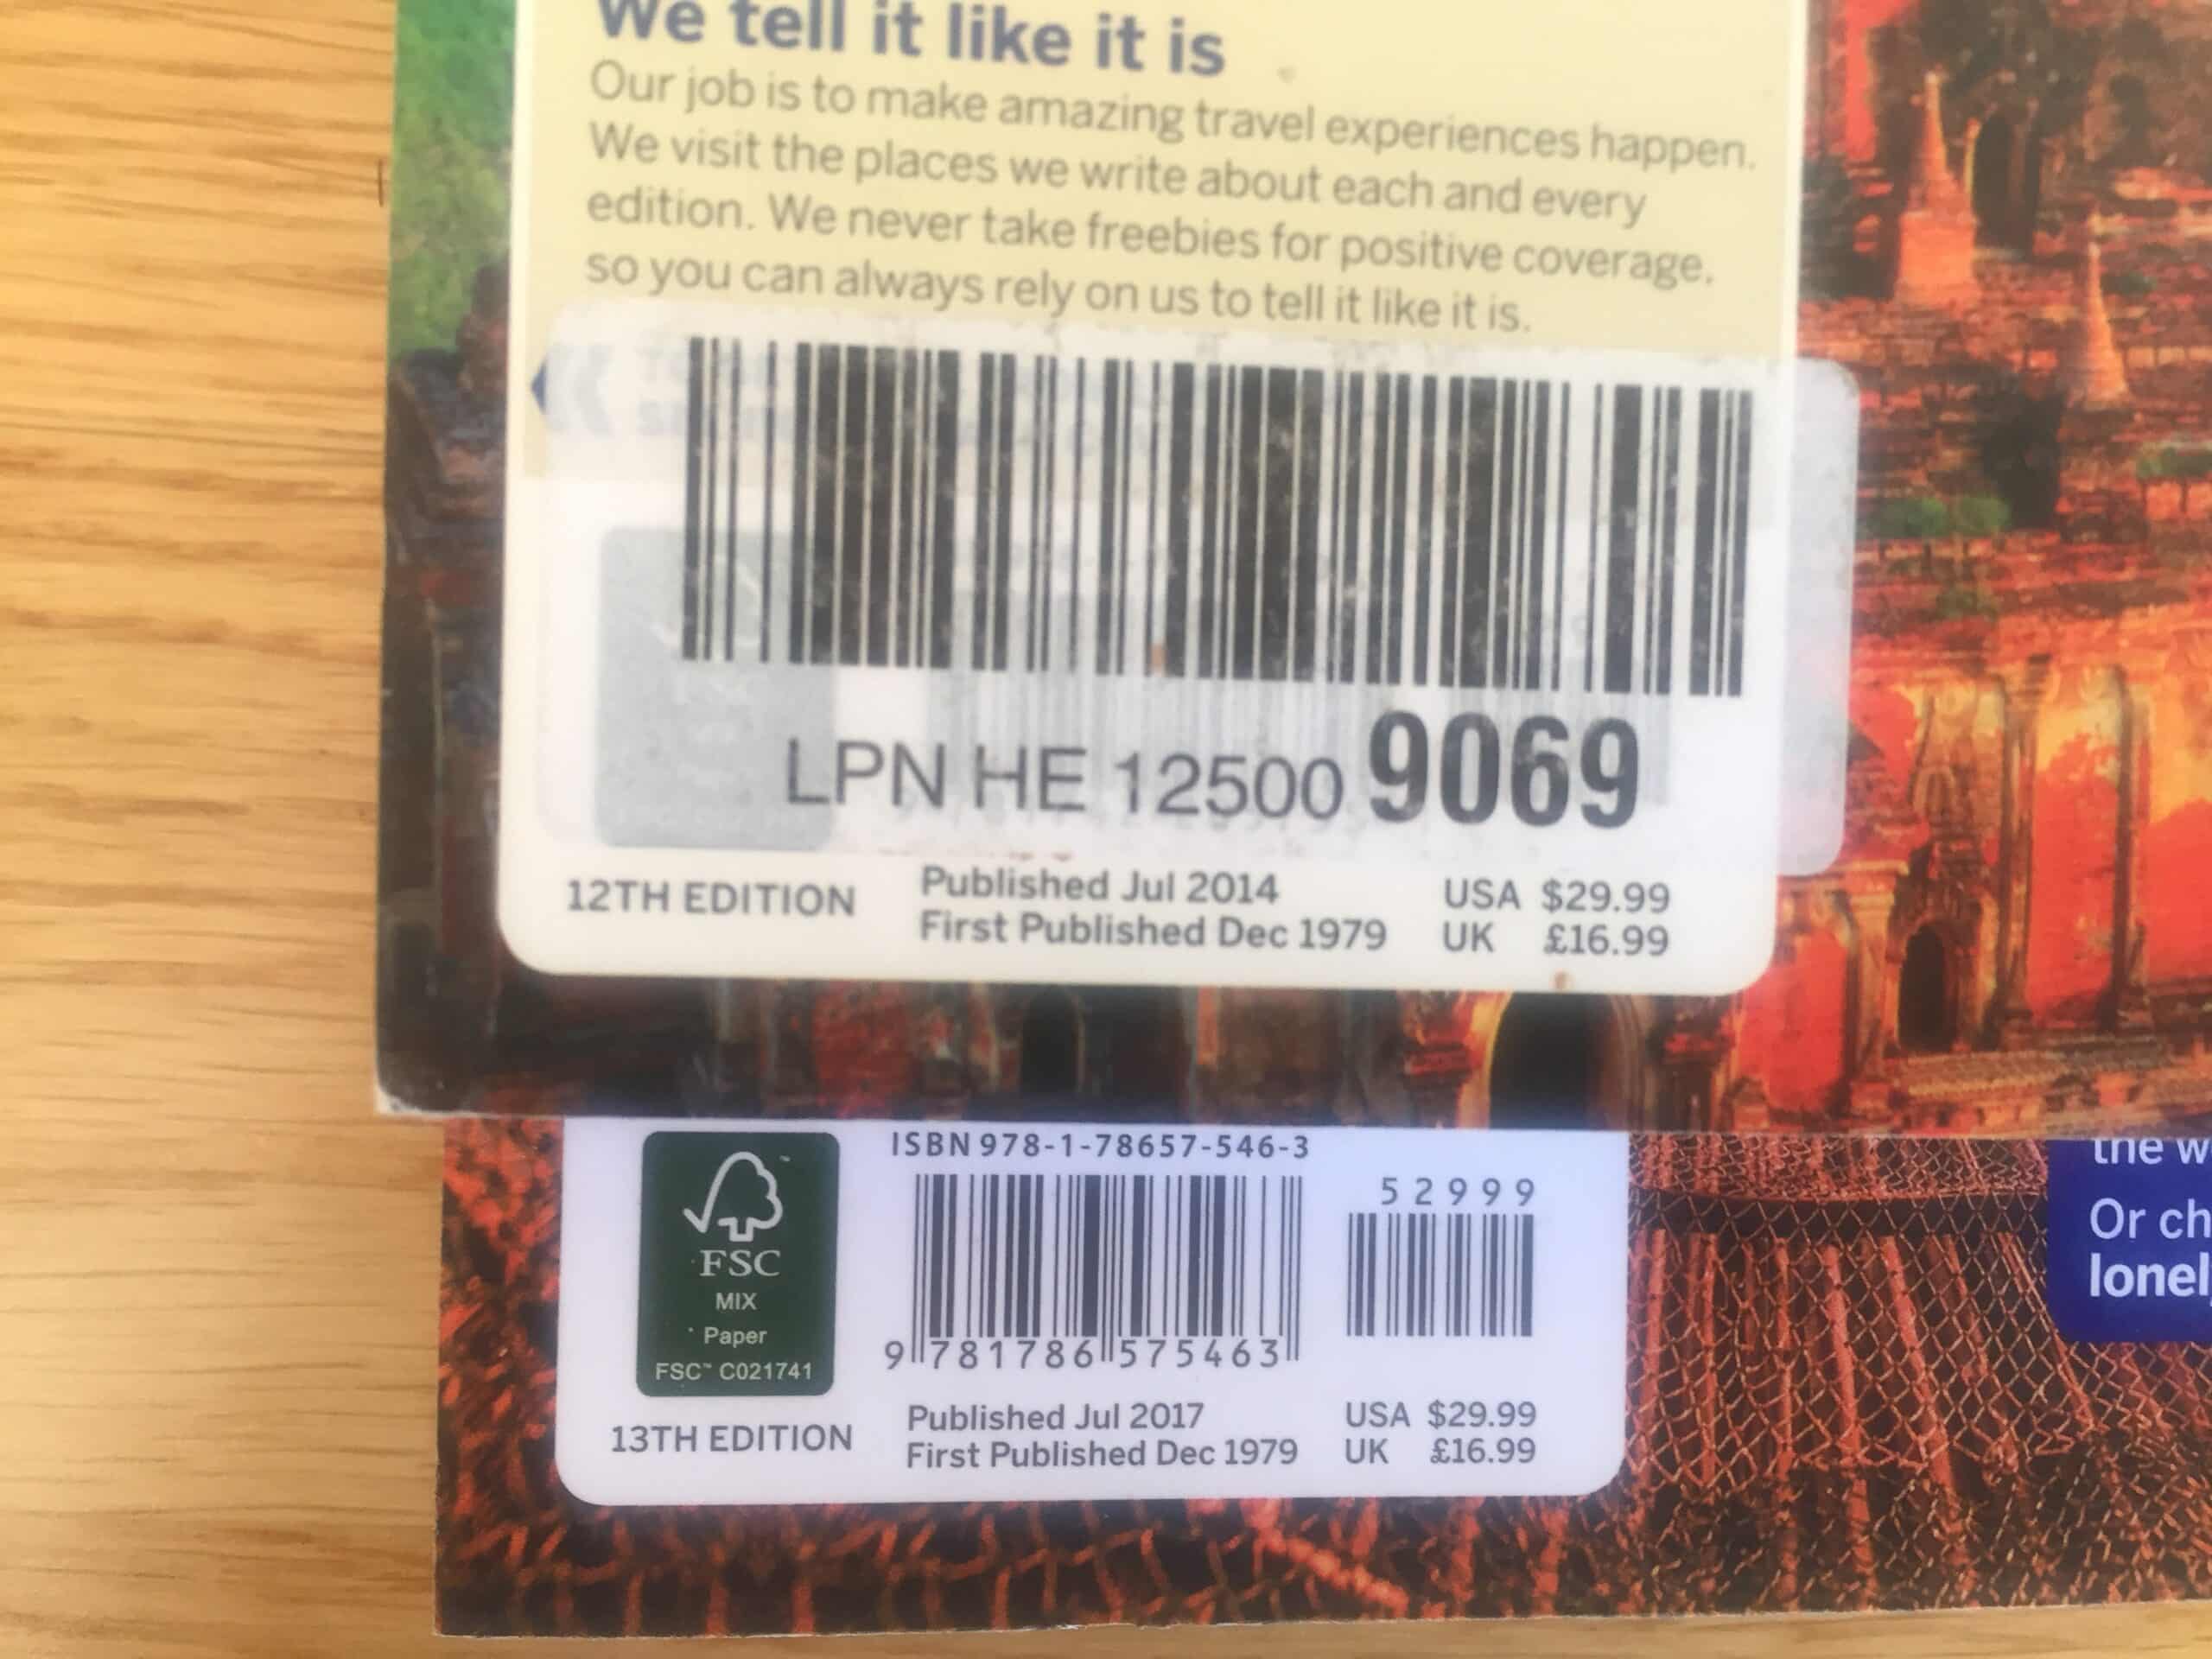 We tell it like it is
Our job is to make amazing travel experiences happen.
We visit the places we write about each and every
edition. We never take freebies for positive coverage,
so you can always rely on us to tell it like it is.
LPN HE 12500 9069
12TH EDITION
Published Jul 2014
First Published Dec 1979
USA $29.99
UK £16.99
ISBN 978-1-78657-546-3
52999
FSC
MIX
Paper
FSC™ C021741
9 781786 575463
13TH EDITION
Published Jul 2017
First Published Dec 1979
USA $29.99
UK £16.99
the w
Or ch
lonel